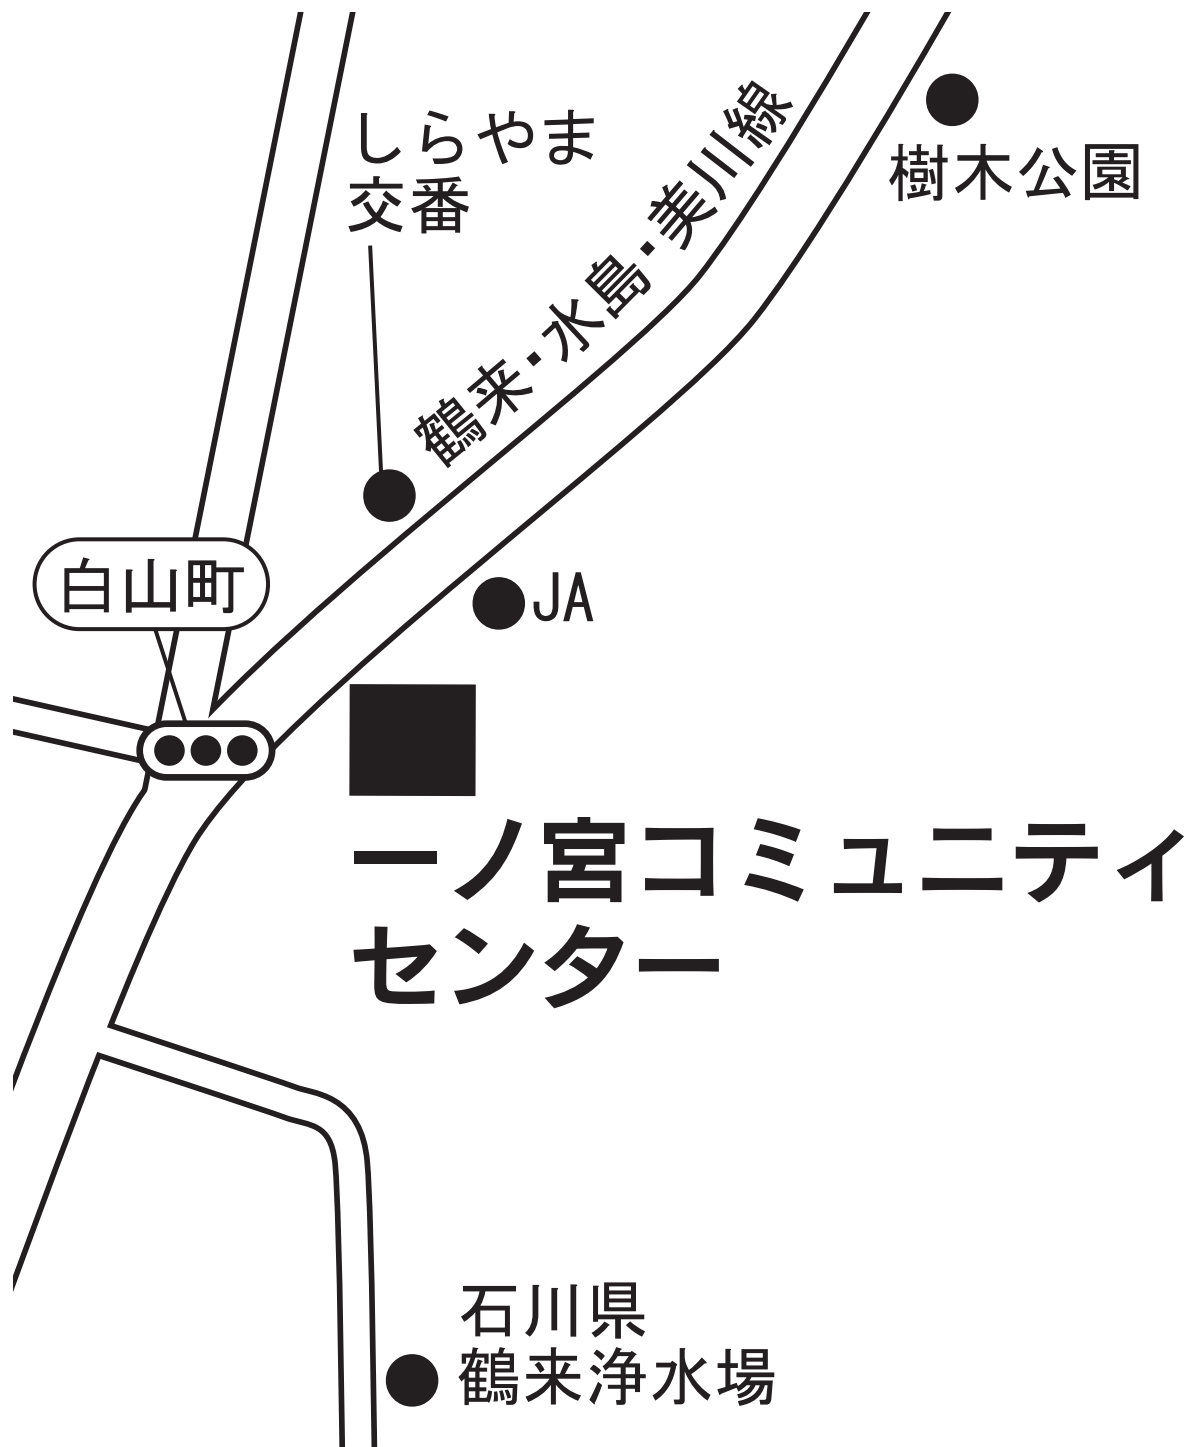 しらやま
交番
鶴来・水島・美川線
樹木公園
白山町
JA
一ノ宮コミュニティ
センター
石川県
鶴来浄水場